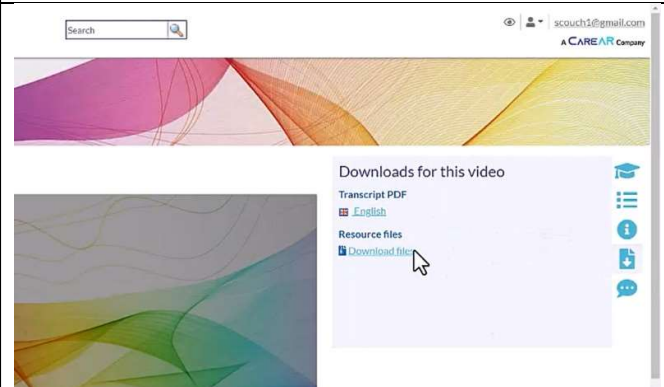 Search
scouch1@gmail.com
A CAREAR Company
Downloads for this video
Transcript PDF
English
Resource files
Download files